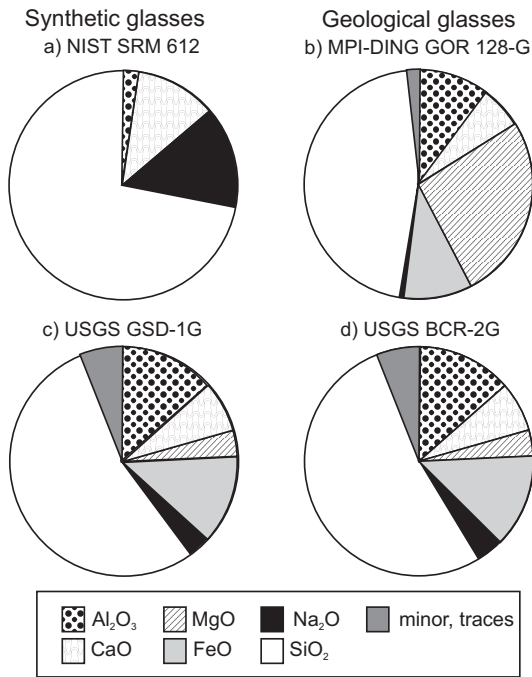 Synthetic glasses
a) NIST SRM 612
Geological glasses
b) MPI-DING GOR 128-G
c) USGS GSD-1G
d) USGS BCR-2G
Al₂O₃
MgO
Na₂O
minor, traces
CaO
FeO
SiO₂